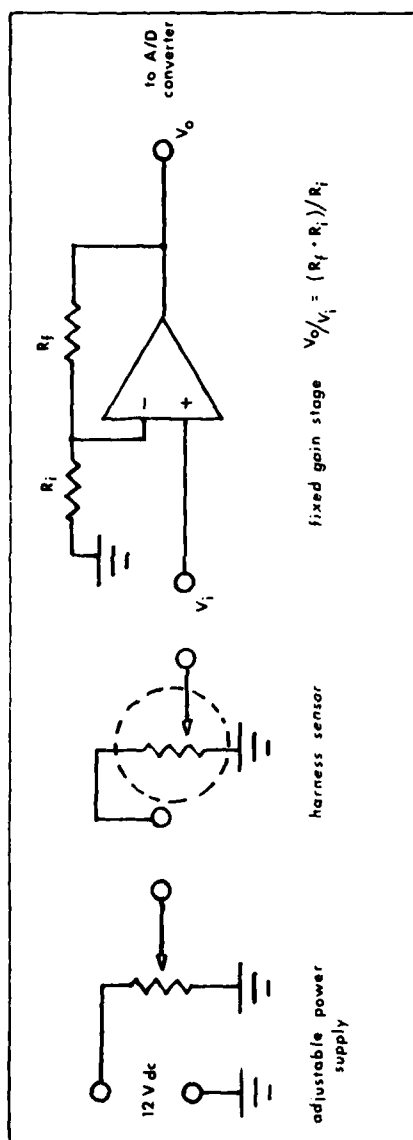 12 V dc
adjustable power
supply
harness sensor
Vi
Ri
Rf
-
+
Vo
to A/D
converter
fixed gain stage Vo/Vi = (Rf · Ri)/Ri